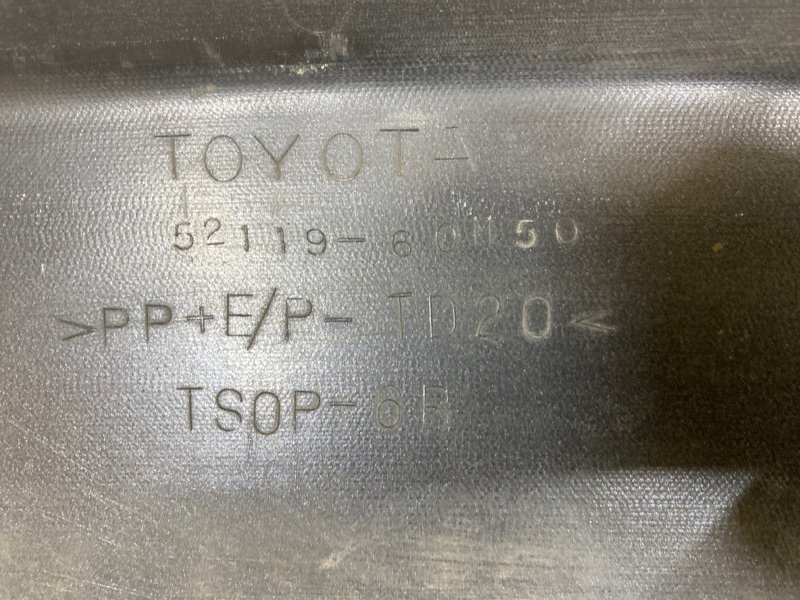 TOYOTA
52119-60M50
>PP+E/P-TD20<
TSOP-6R